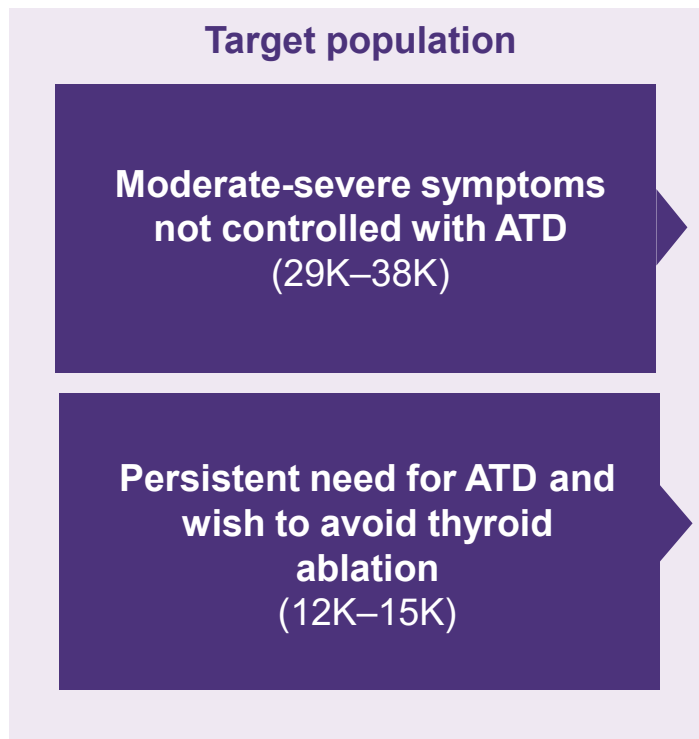 Target population
Moderate-severe symptoms
not controlled with ATD
(29K–38K)
Persistent need for ATD and
wish to avoid thyroid
ablation
(12K–15K)